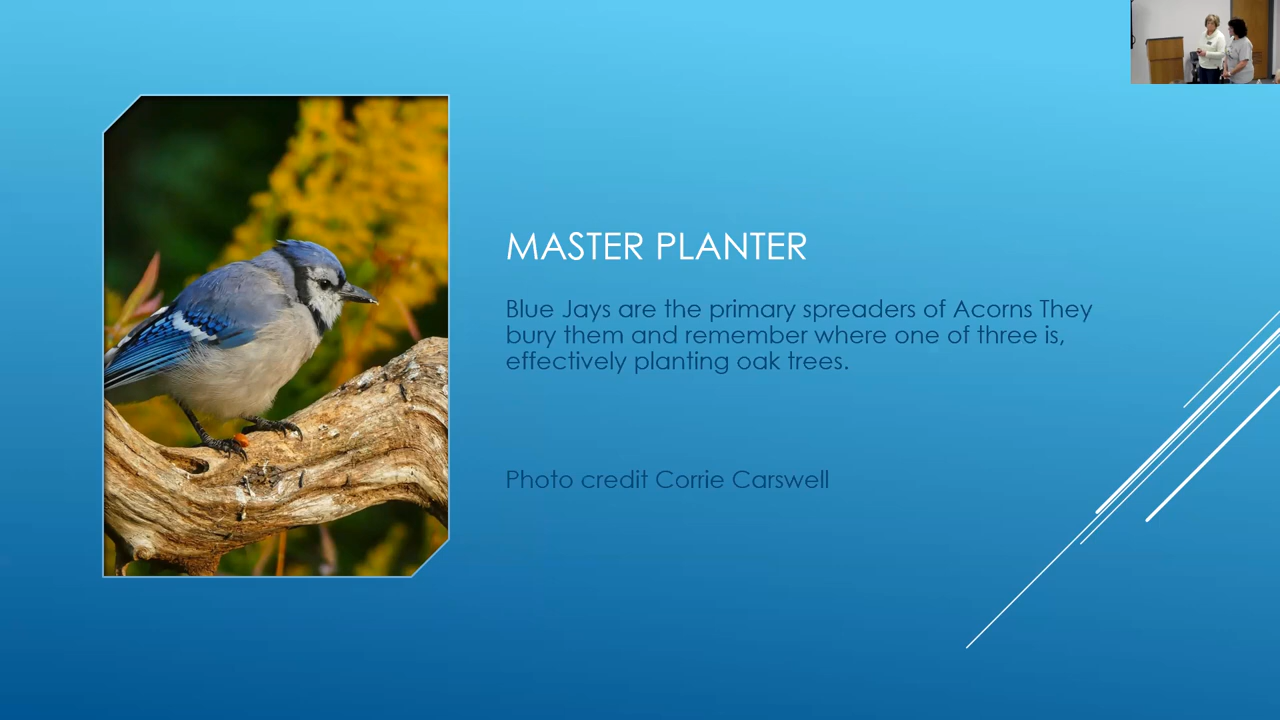 MASTER PLANTER
Blue Jays are the primary spreaders of Acorns They
bury them and remember where one of three is,
effectively planting oak trees.
Photo credit Corrie Carswell